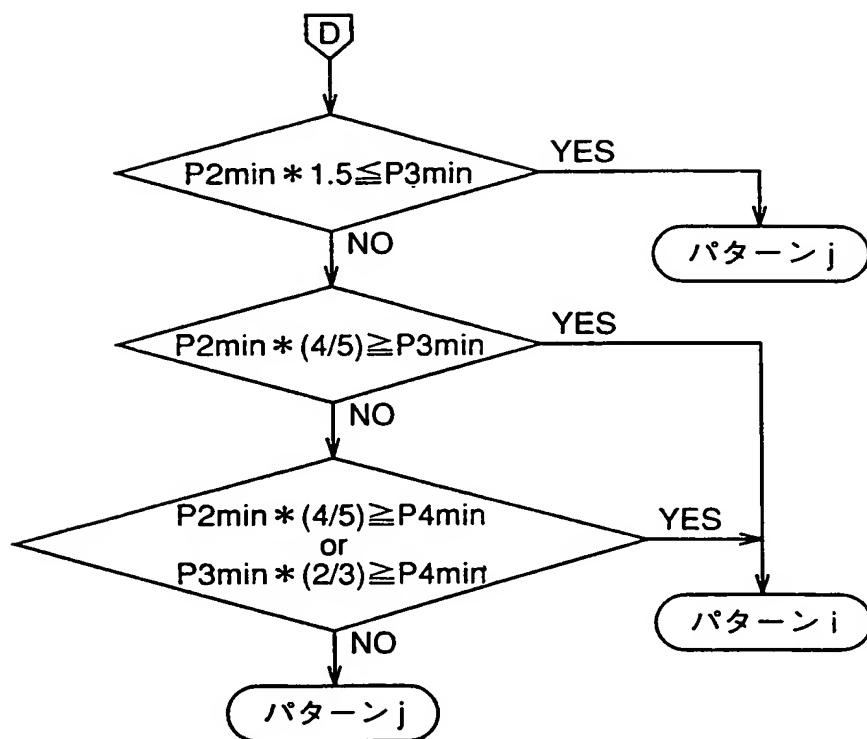 D
P2min*1.5≦P3min
YES
パターンj
NO
P2min*(4/5)≧P3min
YES
NO
P2min*(4/5)≧P4min
or
P3min*(2/3)≧P4min
YES
パターンi
NO
パターンj